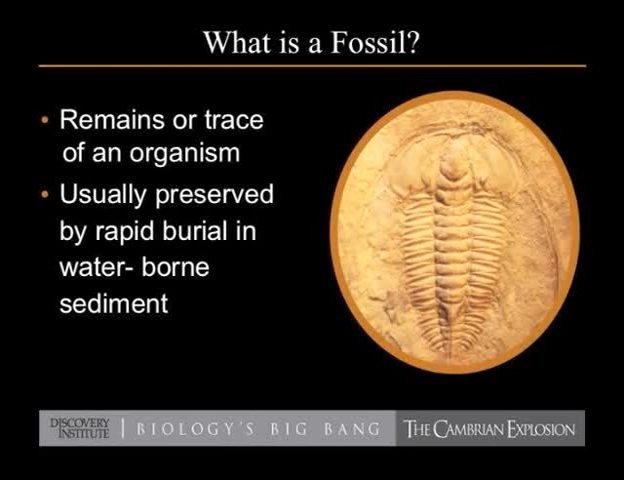 What is a Fossil?
• Remains or trace
of an organism
• Usually preserved
by rapid burial in
water- borne
sediment
DISCOVERY
INSTITUTE
BIOLOGY'S BIG BANG
THE CAMBRIAN EXPLOSION